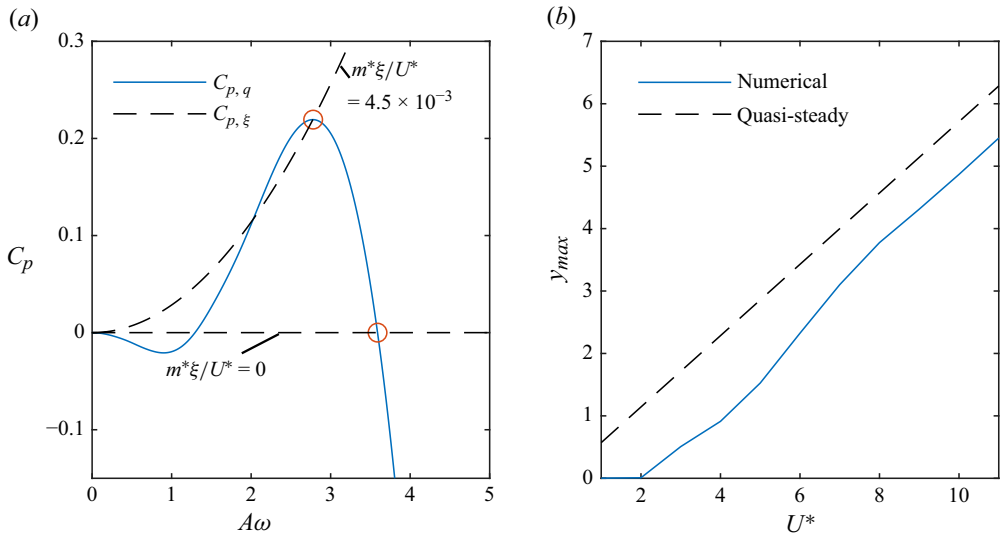 (a)
0.3
0.2
0.1
0
−0.1
C_p
C_{p, q}
C_{p, ξ}
m*ξ/U*
= 4.5 × 10⁻³
m*ξ/U* = 0
0 1 2 3 4 5
Aω
(b)
7
6
5
4
3
2
1
0
y_{max}
Numerical
Quasi-steady
2 4 6 8 10
U*